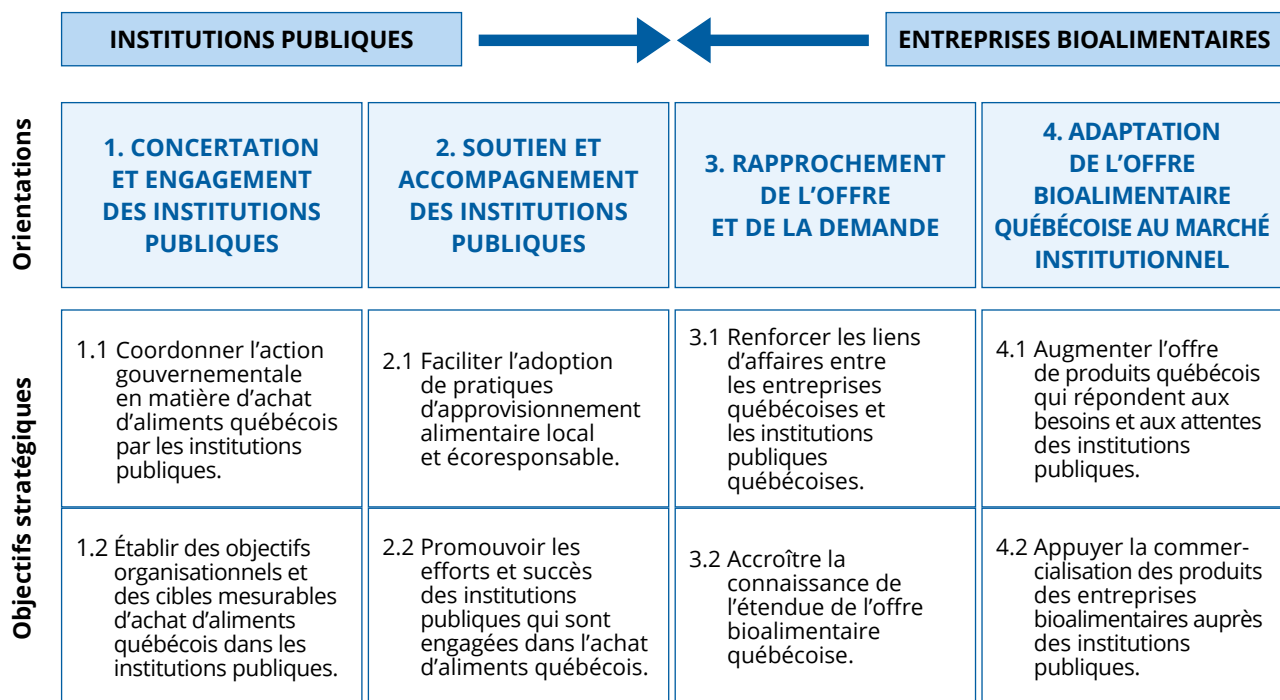 INSTITUTIONS PUBLIQUES
ENTREPRISES BIOALIMENTAIRES
Orientations
1. CONCERTATION
ET ENGAGEMENT
DES INSTITUTIONS
PUBLIQUES
2. SOUTIEN ET
ACCOMPAGNEMENT
DES INSTITUTIONS
PUBLIQUES
3. RAPPROCHEMENT
DE L’OFFRE
ET DE LA DEMANDE
4. ADAPTATION
DE L’OFFRE
BIOALIMENTAIRE
QUÉBÉCOISE AU MARCHÉ
INSTITUTIONNEL
Objectifs stratégiques
1.1 Coordonner l’action
gouvernementale
en matière d’achat
d’aliments québécois
par les institutions
publiques.
2.1 Faciliter l’adoption
de pratiques
d’approvisionnement
alimentaire local
et écoresponsable.
3.1 Renforcer les liens
d’affaires entre
les entreprises
québécoises et
les institutions
publiques
québécoises.
4.1 Augmenter l’offre
de produits québécois
qui répondent aux
besoins et aux attentes
des institutions
publiques.
1.2 Établir des objectifs
organisationnels et
des cibles mesurables
d’achat d’aliments
québécois dans les
institutions publiques.
2.2 Promouvoir les
efforts et succès
des institutions
publiques qui sont
engagées dans l’achat
d’aliments québécois.
3.2 Accroître la
connaissance de
l’étendue de l’offre
bioalimentaire
québécoise.
4.2 Appuyer la commer-
cialisation des produits
des entreprises
bioalimentaires auprès
des institutions
publiques.